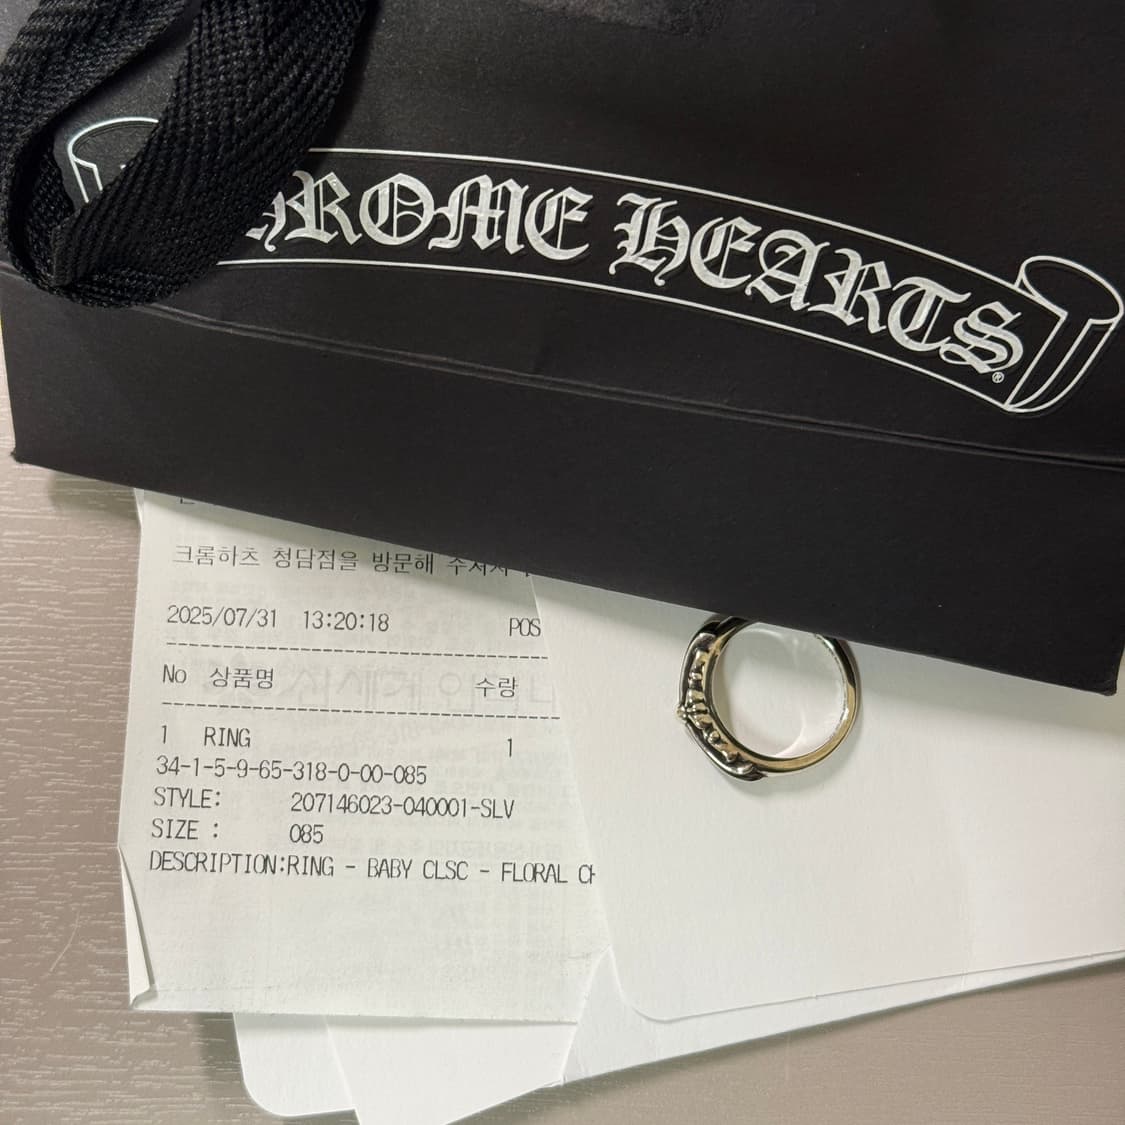 HROME HEARTS®
크롬하츠 청담점을 방문해 주셔서
2025/07/31 13:20:18 POS
No 상품명 수량
1 RING 1
34-1-5-9-65-318-0-00-085
STYLE: 207146023-040001-SLV
SIZE : 085
DESCRIPTION:RING - BABY CLSC - FLORAL CH